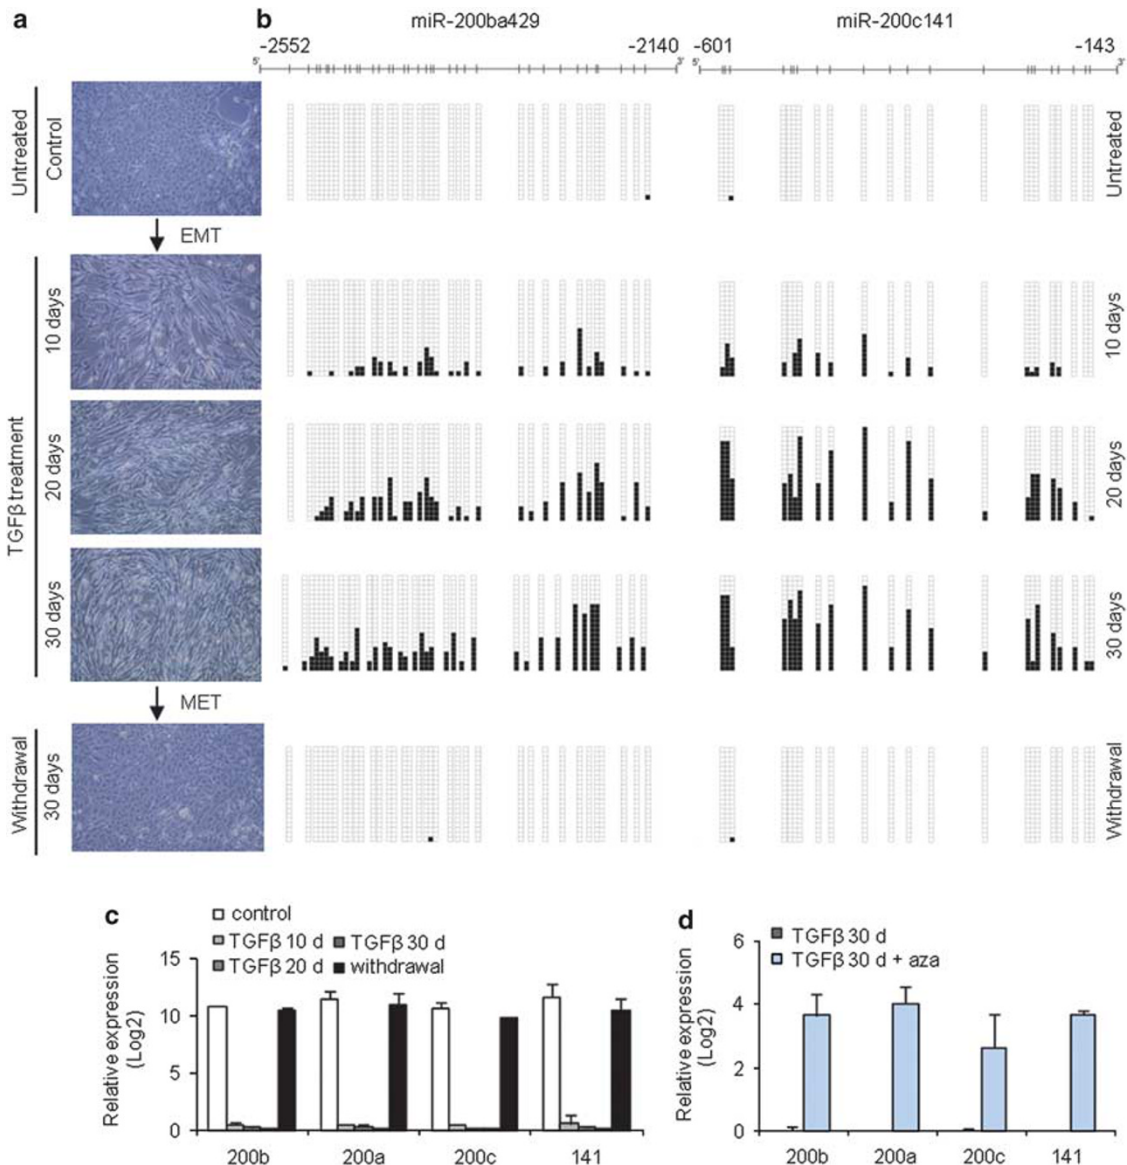 a
b
miR-200ba429
miR-200c141
-2552
-2140
-601
-143
5'
3'
5'
3'
Untreated
Control
Untreated
EMT
TGFβ treatment
10 days
10 days
20 days
20 days
30 days
30 days
MET
Withdrawal
30 days
Withdrawal
c
control
TGFβ 10 d
TGFβ 30 d
TGFβ 20 d
withdrawal
Relative expression
(Log2)
15
10
5
0
200b
200a
200c
141
d
TGFβ 30 d
TGFβ 30 d + aza
Relative expression
(Log2)
6
4
2
0
200b
200a
200c
141